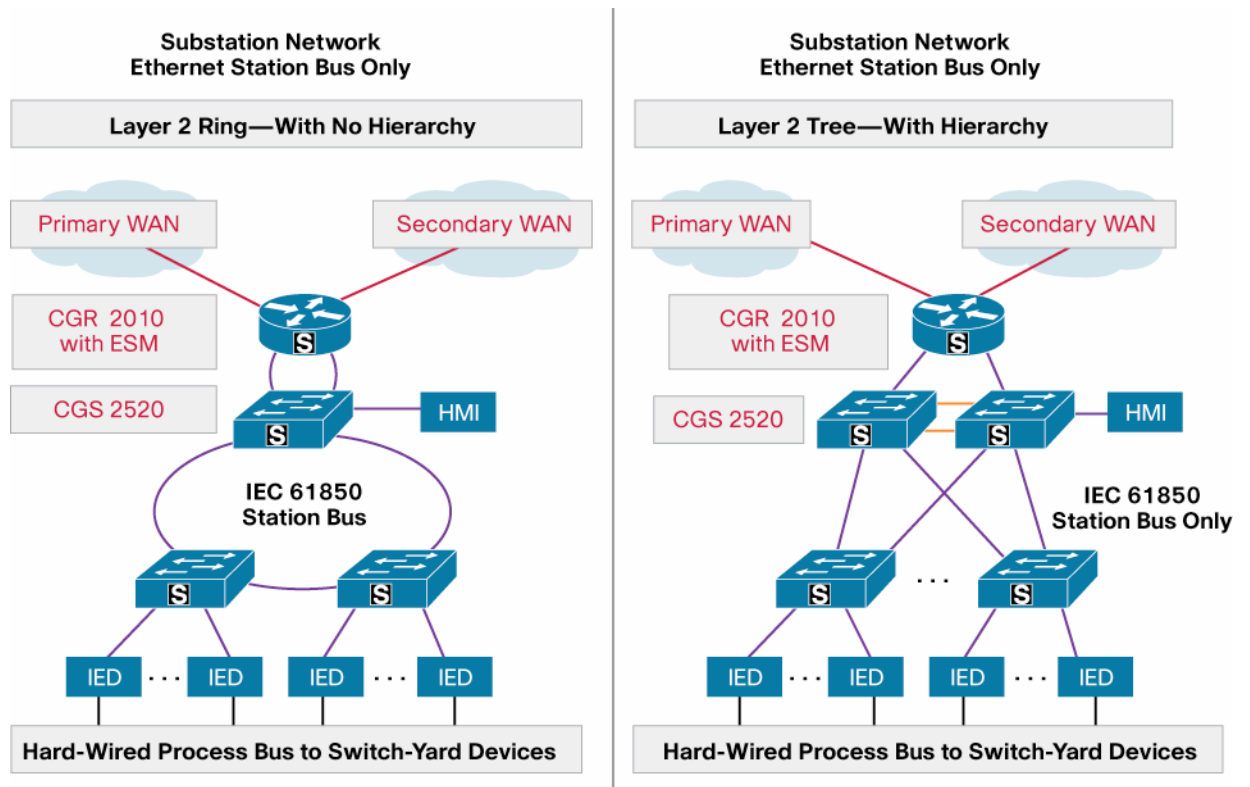 Substation Network
Ethernet Station Bus Only
Layer 2 Ring—With No Hierarchy
Primary WAN
Secondary WAN
CGR 2010
with ESM
S
CGS 2520
HMI
S
IEC 61850
Station Bus
S
S
IED
. . .
IED
IED
. . .
IED
Hard-Wired Process Bus to Switch-Yard Devices
Substation Network
Ethernet Station Bus Only
Layer 2 Tree—With Hierarchy
Primary WAN
Secondary WAN
CGR 2010
with ESM
S
CGS 2520
S
S
HMI
IEC 61850
Station Bus Only
S
. . .
S
IED
. . .
IED
IED
. . .
IED
Hard-Wired Process Bus to Switch-Yard Devices